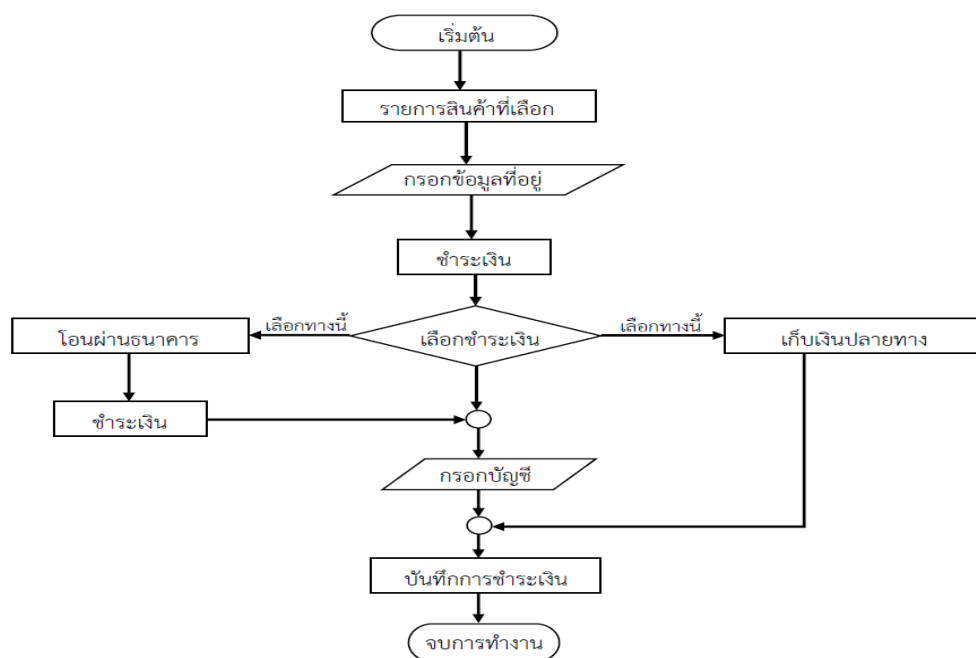 เริ่มต้น
รายการสินค้าที่เลือก
กรอกข้อมูลที่อยู่
ชำระเงิน
โอนผ่านธนาคาร
เลือกทางนี้
เลือกชำระเงิน
เลือกทางนี้
เก็บเงินปลายทาง
ชำระเงิน
กรอกบัญชี
บันทึกการชำระเงิน
จบการทำงาน